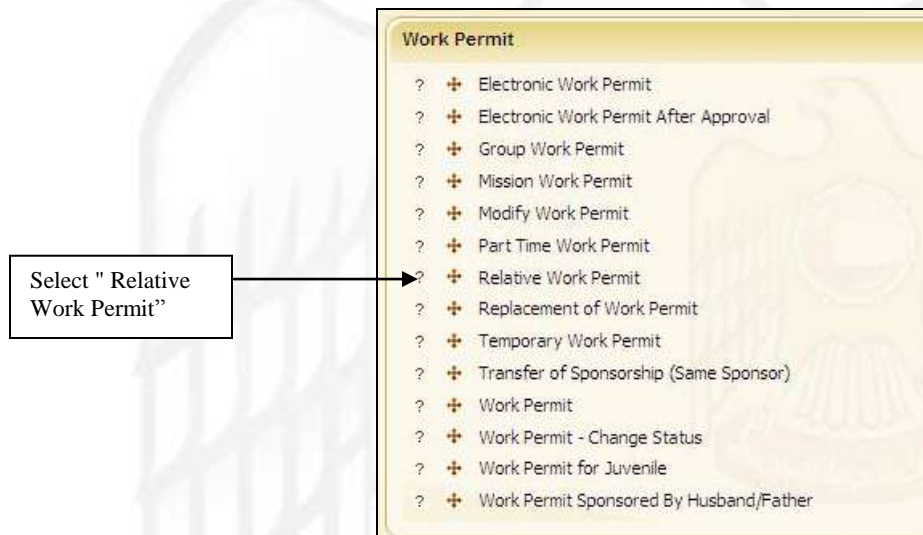 Work Permit
? Electronic Work Permit
? Electronic Work Permit After Approval
? Group Work Permit
? Mission Work Permit
? Modify Work Permit
? Part Time Work Permit
Select " Relative
Work Permit”
? Relative Work Permit
? Replacement of Work Permit
? Temporary Work Permit
? Transfer of Sponsorship (Same Sponsor)
? Work Permit
? Work Permit - Change Status
? Work Permit for Juvenile
? Work Permit Sponsored By Husband/Father